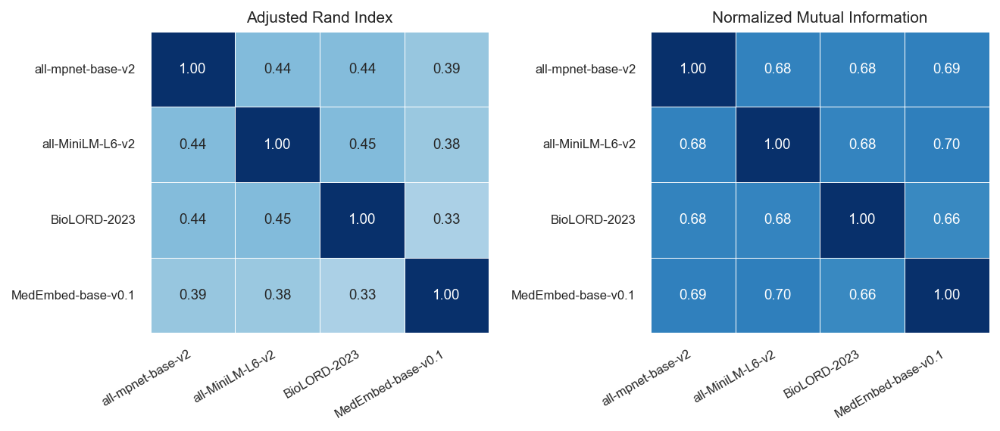 Adjusted Rand Index
all-mpnet-base-v2 1.00 0.44 0.44 0.39
all-MiniLM-L6-v2 0.44 1.00 0.45 0.38
BioLORD-2023 0.44 0.45 1.00 0.33
MedEmbed-base-v0.1 0.39 0.38 0.33 1.00
all-mpnet-base-v2
all-MiniLM-L6-v2
BioLORD-2023
MedEmbed-base-v0.1
Normalized Mutual Information
all-mpnet-base-v2 1.00 0.68 0.68 0.69
all-MiniLM-L6-v2 0.68 1.00 0.68 0.70
BioLORD-2023 0.68 0.68 1.00 0.66
MedEmbed-base-v0.1 0.69 0.70 0.66 1.00
all-mpnet-base-v2
all-MiniLM-L6-v2
BioLORD-2023
MedEmbed-base-v0.1